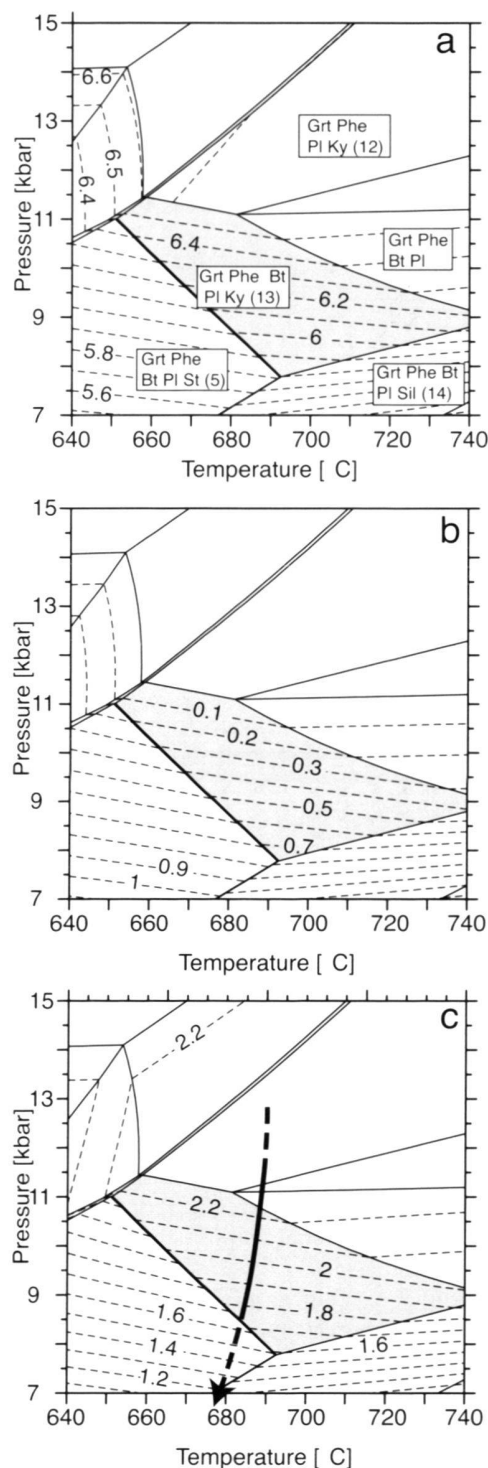 a
15
13
11
9
7
Pressure [kbar]
6.6
6.5
6.4
Grt Phe
Pl Ky (12)
Grt Phe
Bt Pl
6.4
Grt Phe Bt
Pl Ky (13)
6.2
6
5.8
Grt Phe
Bt Pl St (5)
5.6
Grt Phe Bt
Pl Sil (14)
640 660 680 700 720 740
Temperature [ C]
b
15
13
11
9
7
Pressure [kbar]
0.1
0.2
0.3
0.5
0.7
0.9
1
640 660 680 700 720 740
Temperature [ C]
c
15
13
11
9
7
Pressure [kbar]
2.2
2.2
2
1.8
1.6
1.6
1.4
1.2
640 660 680 700 720 740
Temperature [ C]